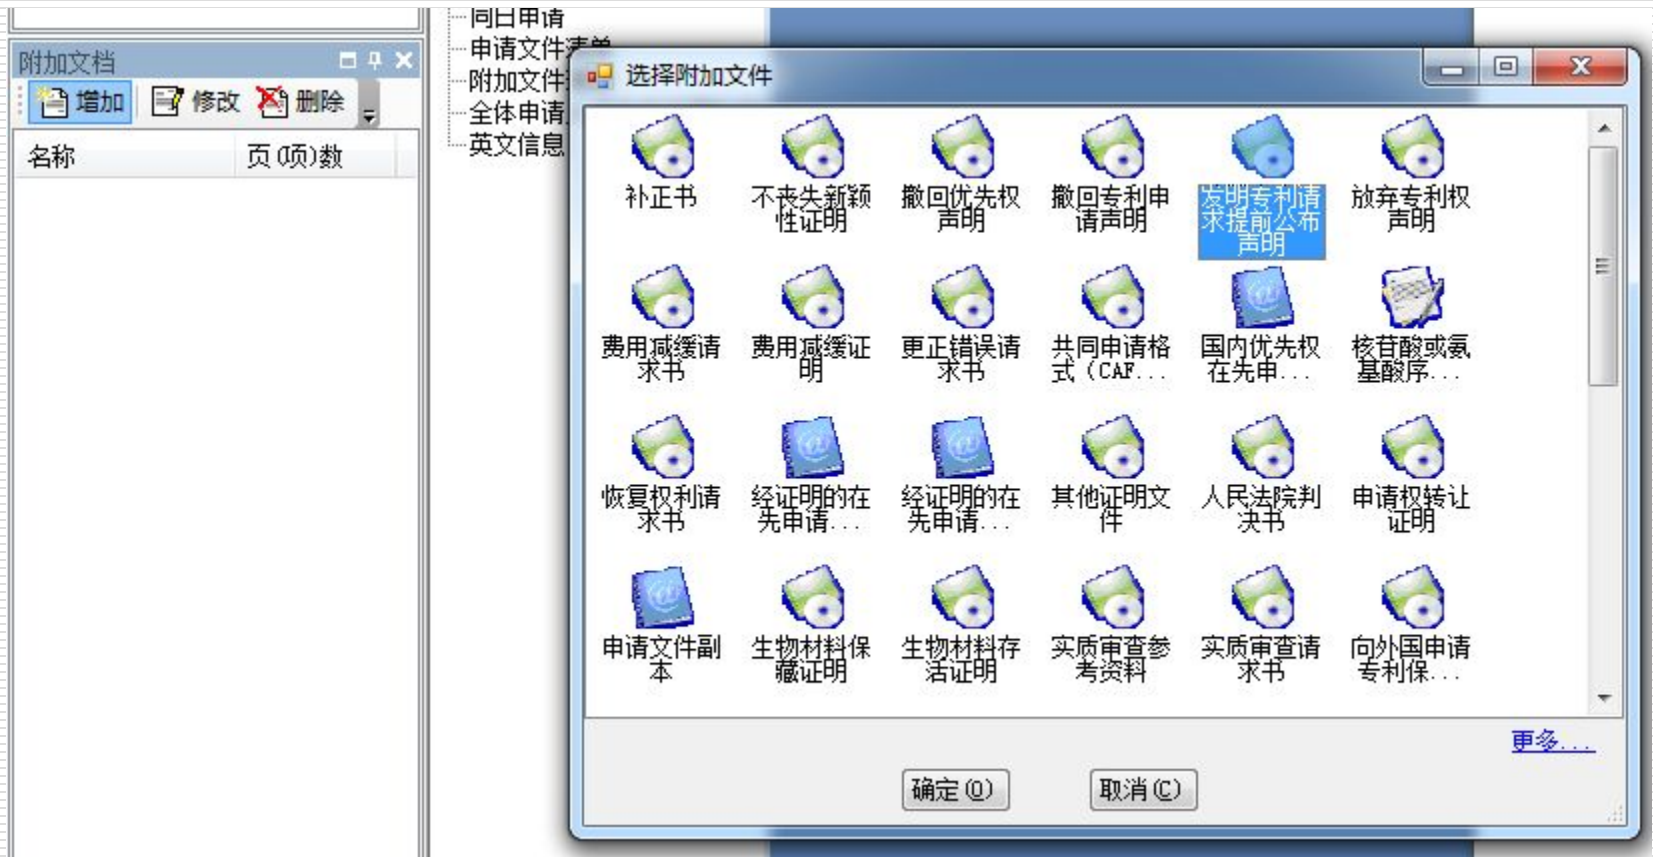 同日申请
附加文档
申请文件清单
选择附加文件
附加文件
增加
修改
删除
全体申请
英文信息
名称
页(项)数
补正书
不丧失新颖
性证明
撤回优先权
声明
撤回专利申
请声明
发明专利请
求提前公布
声明
放弃专利权
声明
费用减缓请
求书
费用减缓证
明
更正错误请
求书
共同申请格
式（CAF...
国内优先权
在先申...
核苷酸或氨
基酸序...
恢复权利请
求书
经证明的在
先申请...
经证明的在
先申请...
其他证明文
件
人民法院判
决书
申请权转让
证明
申请文件副
本
生物材料保
藏证明
生物材料存
活证明
实质审查参
考资料
实质审查请
求书
向外国申请
专利保...
更多...
确定(O)
取消(C)